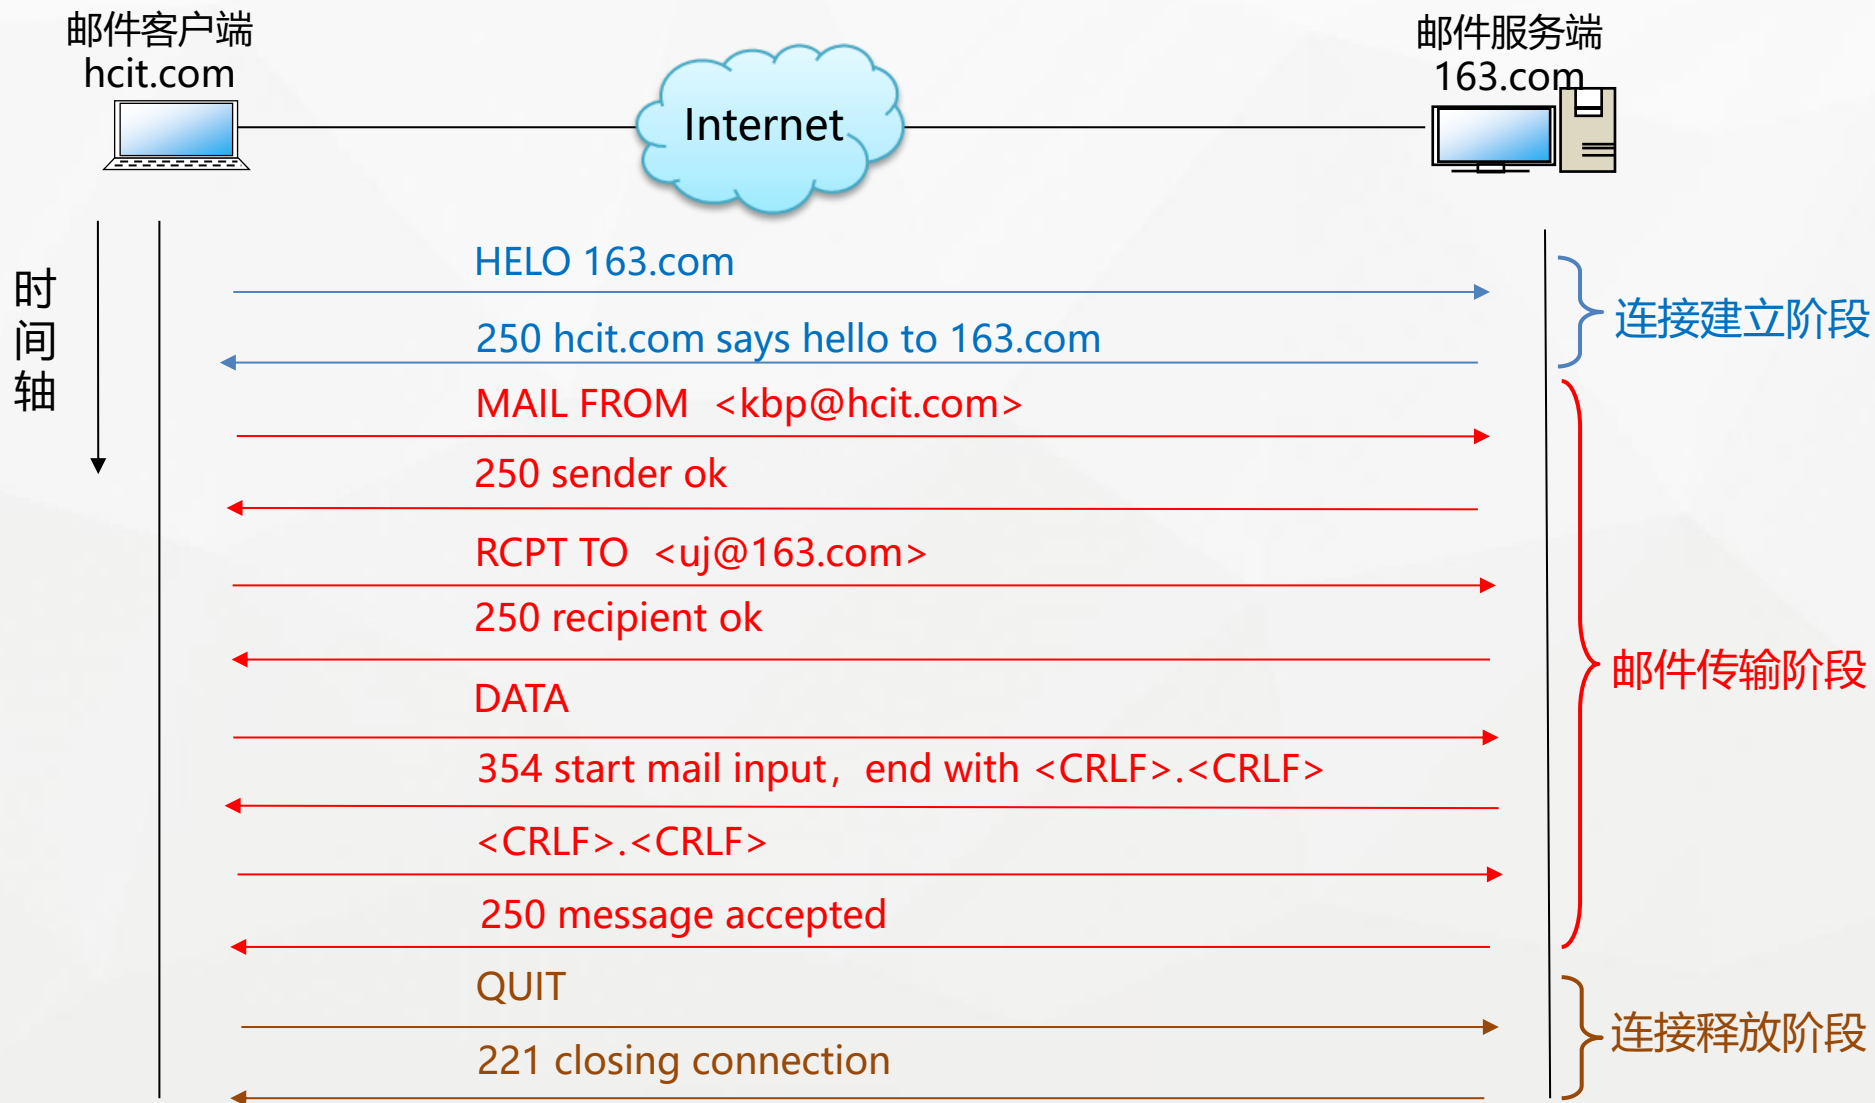 邮件客户端
hcit.com
Internet
邮件服务端
163.com
时间轴
HELO 163.com
250 hcit.com says hello to 163.com
连接建立阶段
MAIL FROM  <kbp@hcit.com>
250 sender ok
RCPT TO  <uj@163.com>
250 recipient ok
DATA
354 start mail input，end with <CRLF>.<CRLF>
<CRLF>.<CRLF>
250 message accepted
邮件传输阶段
QUIT
221 closing connection
连接释放阶段